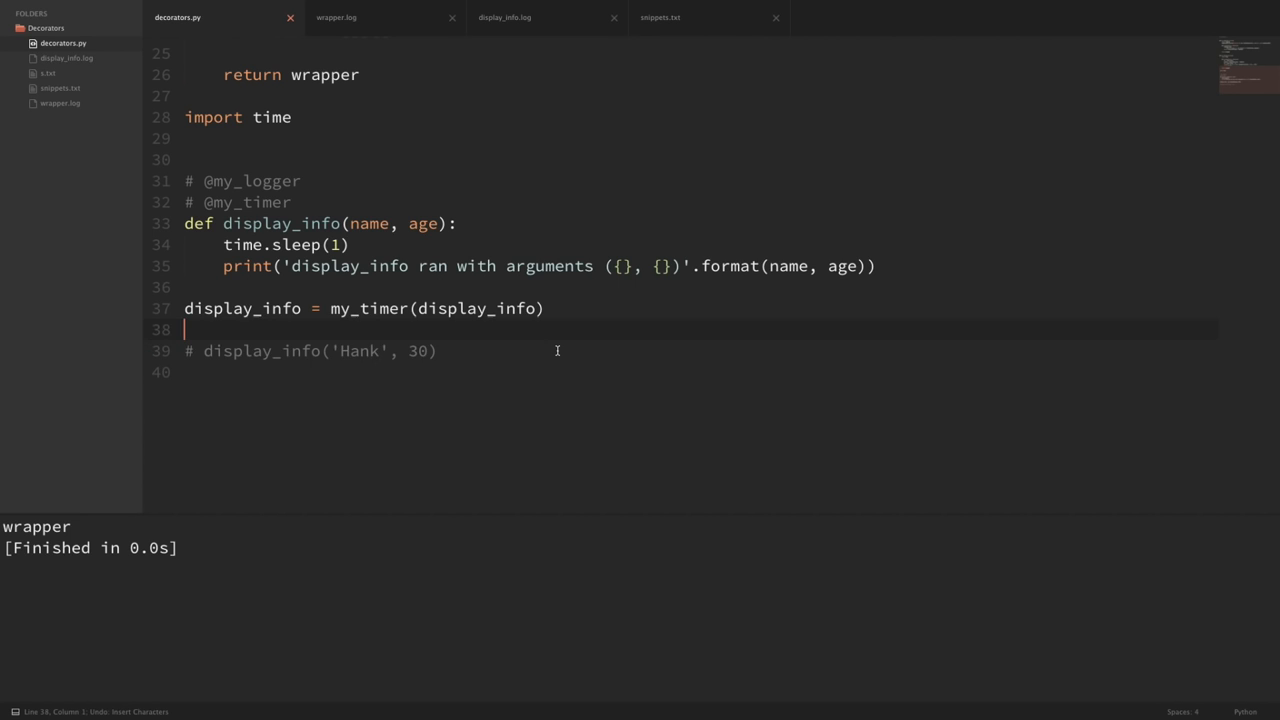 FOLDERS
Decorators
decorators.py
display_info.log
s.txt
snippets.txt
wrapper.log
decorators.py
wrapper.log
display_info.log
snippets.txt
25
26 return wrapper
27
28 import time
29
30
31 # @my_logger
32 # @my_timer
33 def display_info(name, age):
34 time.sleep(1)
35 print('display_info ran with arguments ({}, {})'.format(name, age))
36
37 display_info = my_timer(display_info)
38
39 # display_info('Hank', 30)
40
wrapper
[Finished in 0.0s]
Line 38, Column 1; Undo: Insert Characters
Spaces: 4
Python